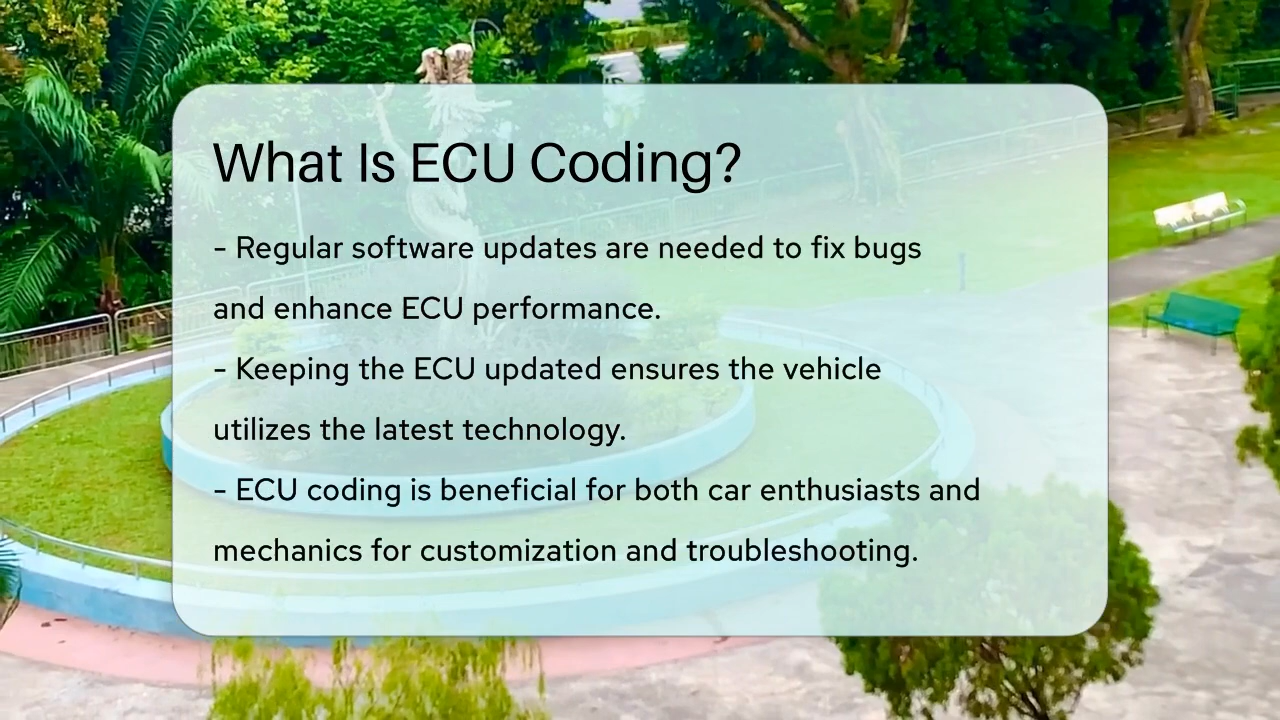 What Is ECU Coding?
– Regular software updates are needed to fix bugs
and enhance ECU performance.
– Keeping the ECU updated ensures the vehicle
utilizes the latest technology.
– ECU coding is beneficial for both car enthusiasts and
mechanics for customization and troubleshooting.